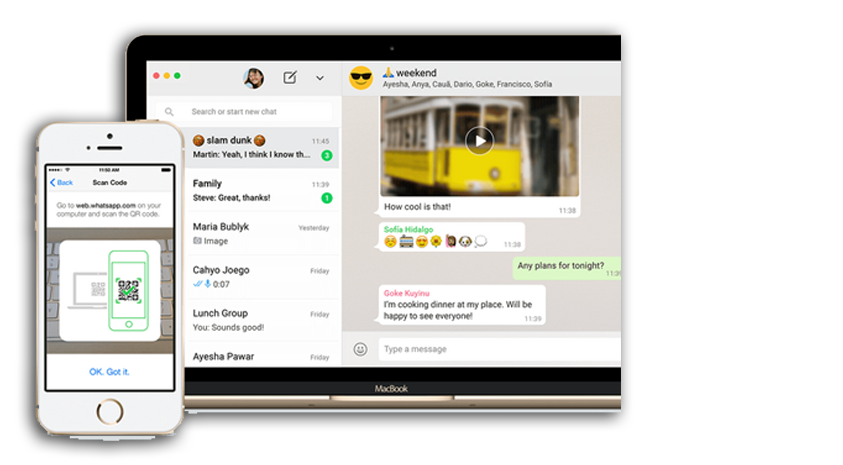 weekend
Ayesha, Anya, Cauã, Dario, Goke, Francisco, Sofia
Search or start new chat
slam dunk
11:45
Martin: Yeah, I think I know th...
3
Family
11:39
Steve: Great, thanks!
1
Maria Bublyk
Yesterday
Image
Cahyo Joego
Friday
0:07
Lunch Group
Friday
You: Sounds good!
Ayesha Pawar
Friday
How cool is that!
11:38
Sofia Hidalgo
11:38
Any plans for tonight?
11:39
Goke Kuyinu
I'm cooking dinner at my place. Will be
happy to see everyone!
11:39
Type a message
MacBook
11:00 AM
Back
Scan Code
Go to web.whatsapp.com on your
computer and scan the QR code.
OK. Got it.